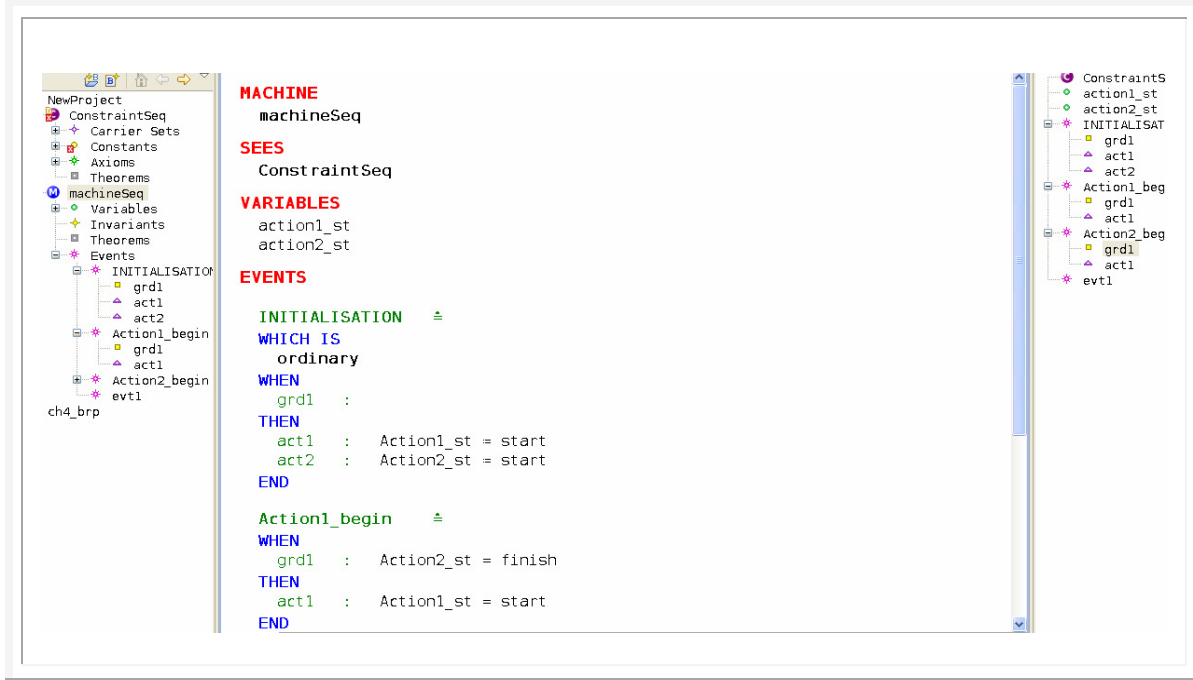 NewProject
ConstraintSeq
Carrier Sets
Constants
Axioms
Theorems
machineSeq
Variables
Invariants
Theorems
Events
INITIALISATION
grd1
act1
act2
Action1_begin
grd1
act1
Action2_begin
evt1
ch4_brp
MACHINE
machineSeq
SEES
ConstraintSeq
VARIABLES
action1_st
action2_st
EVENTS
INITIALISATION ≙
WHICH IS
ordinary
WHEN
grd1 :
THEN
act1 : Action1_st ≔ start
act2 : Action2_st ≔ start
END
Action1_begin ≙
WHEN
grd1 : Action2_st = finish
THEN
act1 : Action1_st = start
END
ConstraintS
action1_st
action2_st
INITIALISAT
grd1
act1
act2
Action1_beg
grd1
act1
Action2_beg
grd1
act1
evt1